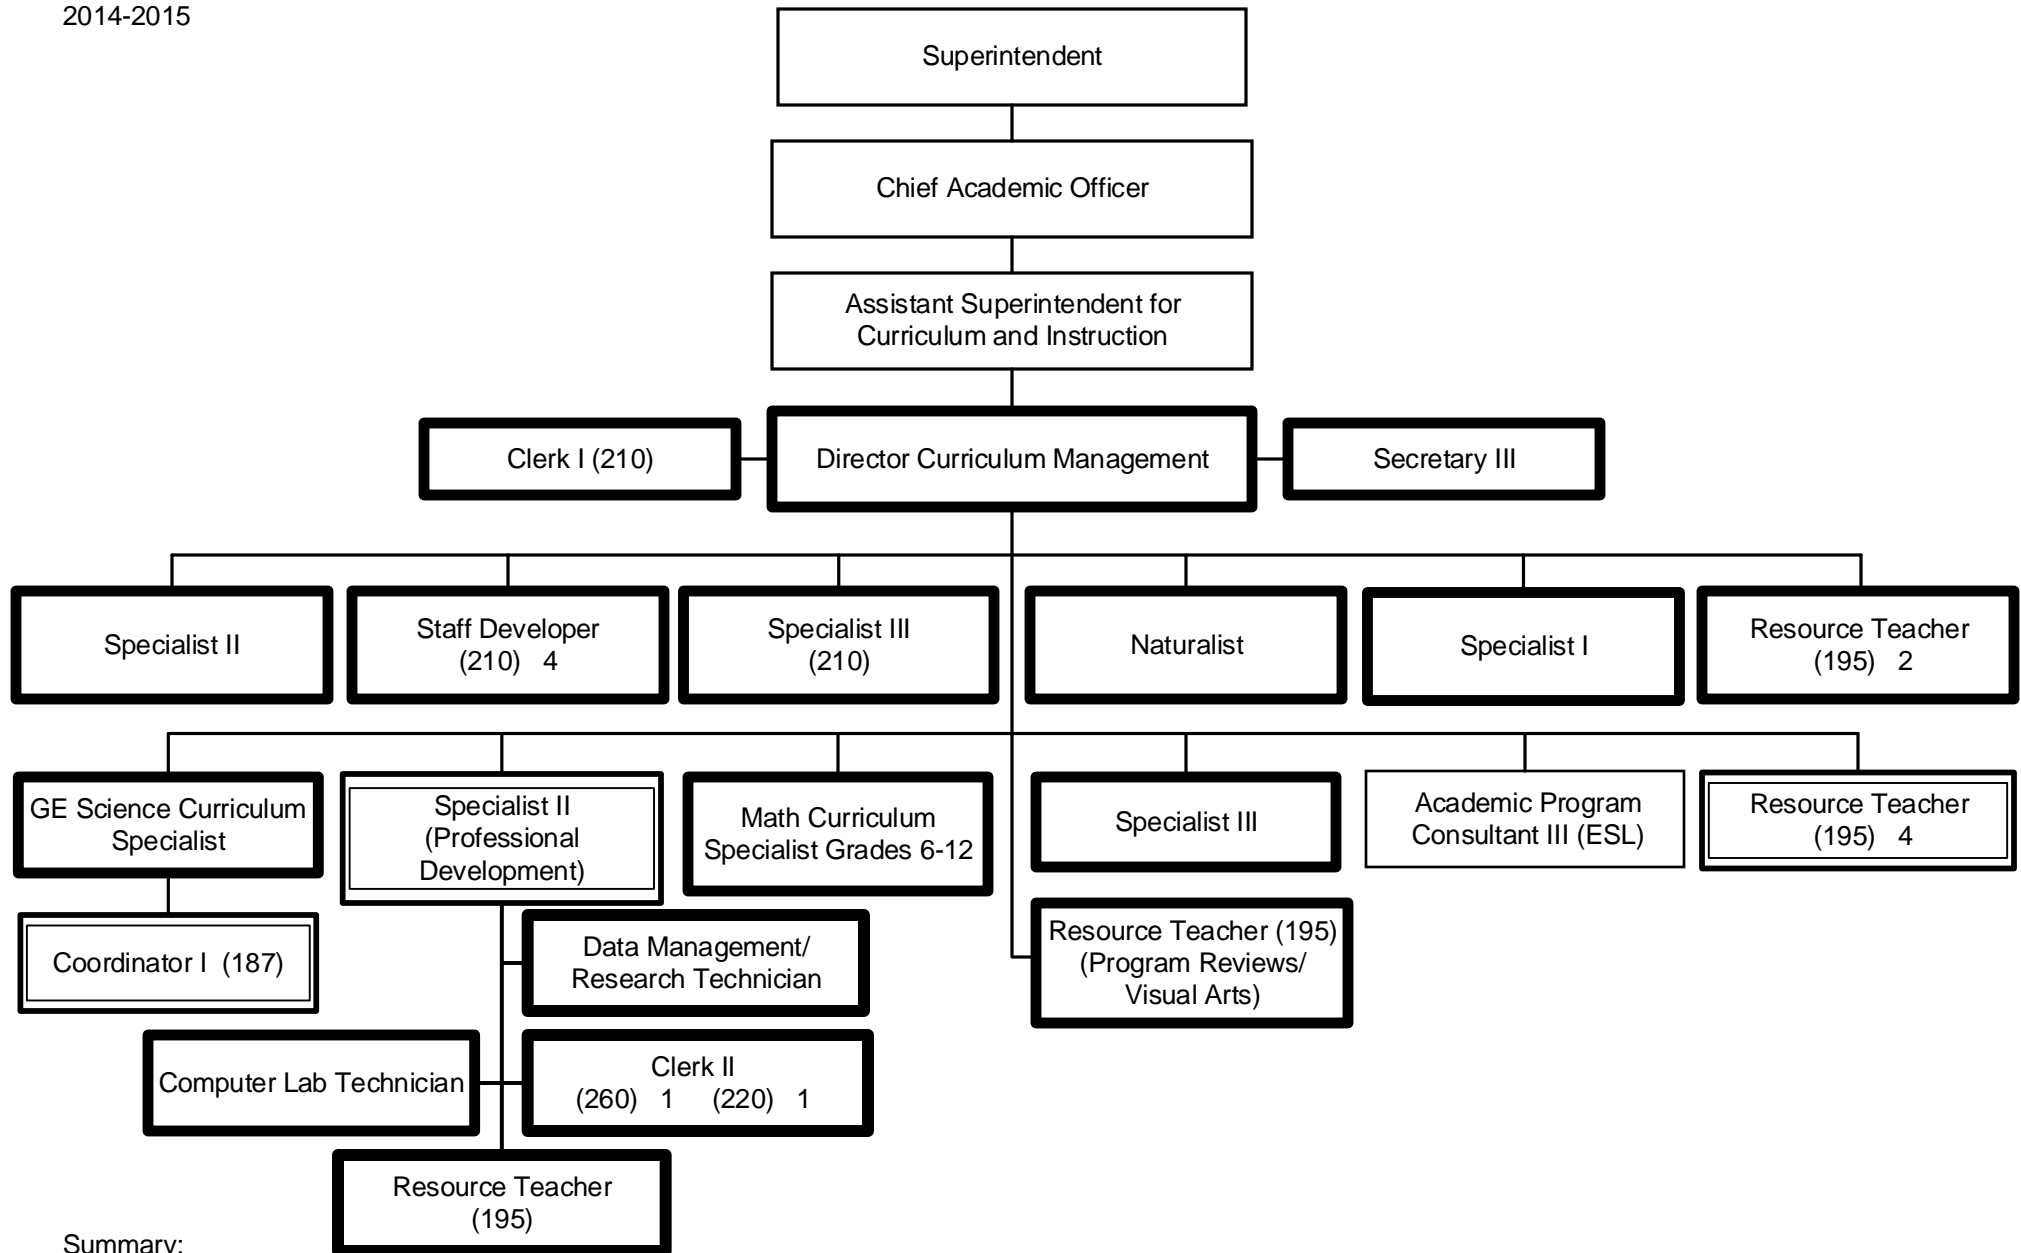 2014-2015
Superintendent
Chief Academic Officer
Assistant Superintendent for
Curriculum and Instruction
Clerk I (210)
Director Curriculum Management
Secretary III
Specialist II
Staff Developer
(210) 4
Specialist III
(210)
Naturalist
Specialist I
Resource Teacher
(195) 2
GE Science Curriculum
Specialist
Specialist II
(Professional
Development)
Math Curriculum
Specialist Grades 6-12
Specialist III
Academic Program
Consultant III (ESL)
Resource Teacher
(195) 4
Coordinator I (187)
Data Management/
Research Technician
Resource Teacher (195)
(Program Reviews/
Visual Arts)
Computer Lab Technician
Clerk II
(260) 1 (220) 1
Resource Teacher
(195)
Summary: